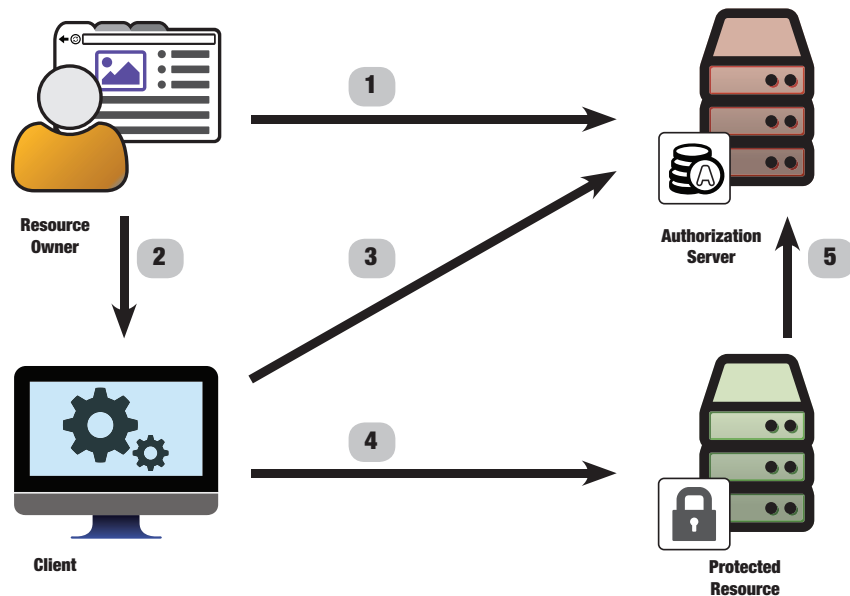 1
Resource
Owner
2
3
A
Authorization
Server
5
4
Client
Protected
Resource